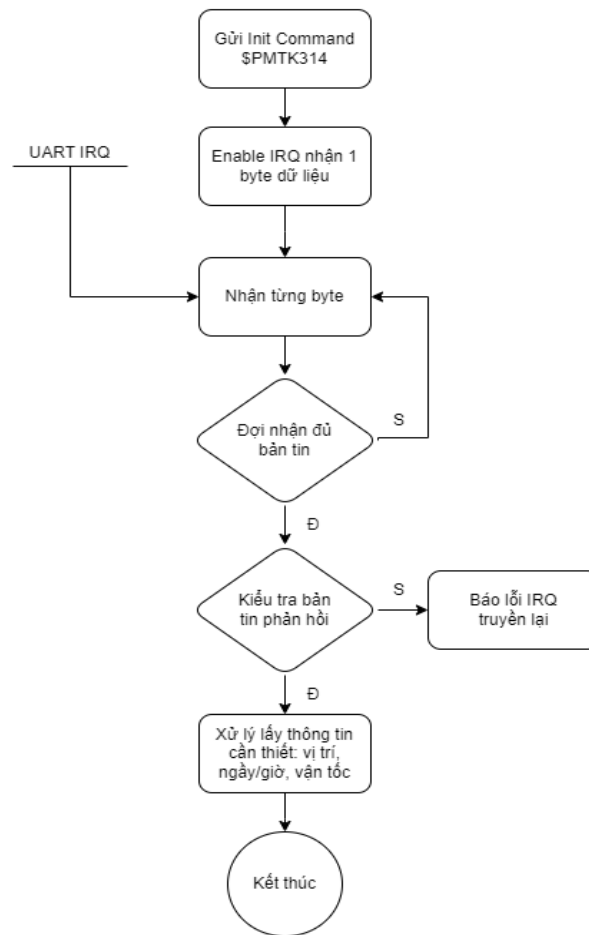 Gửi Init Command
$PMTK314
UART IRQ
Enable IRQ nhận 1
byte dữ liệu
Nhận từng byte
Đợi nhận đủ
bản tin
S
Đ
Kiểu tra bản
tin phản hồi
S
Báo lỗi IRQ
truyền lại
Đ
Xử lý lấy thông tin
cần thiết: vị trí,
ngầy/giờ, vận tốc
Kết thúc